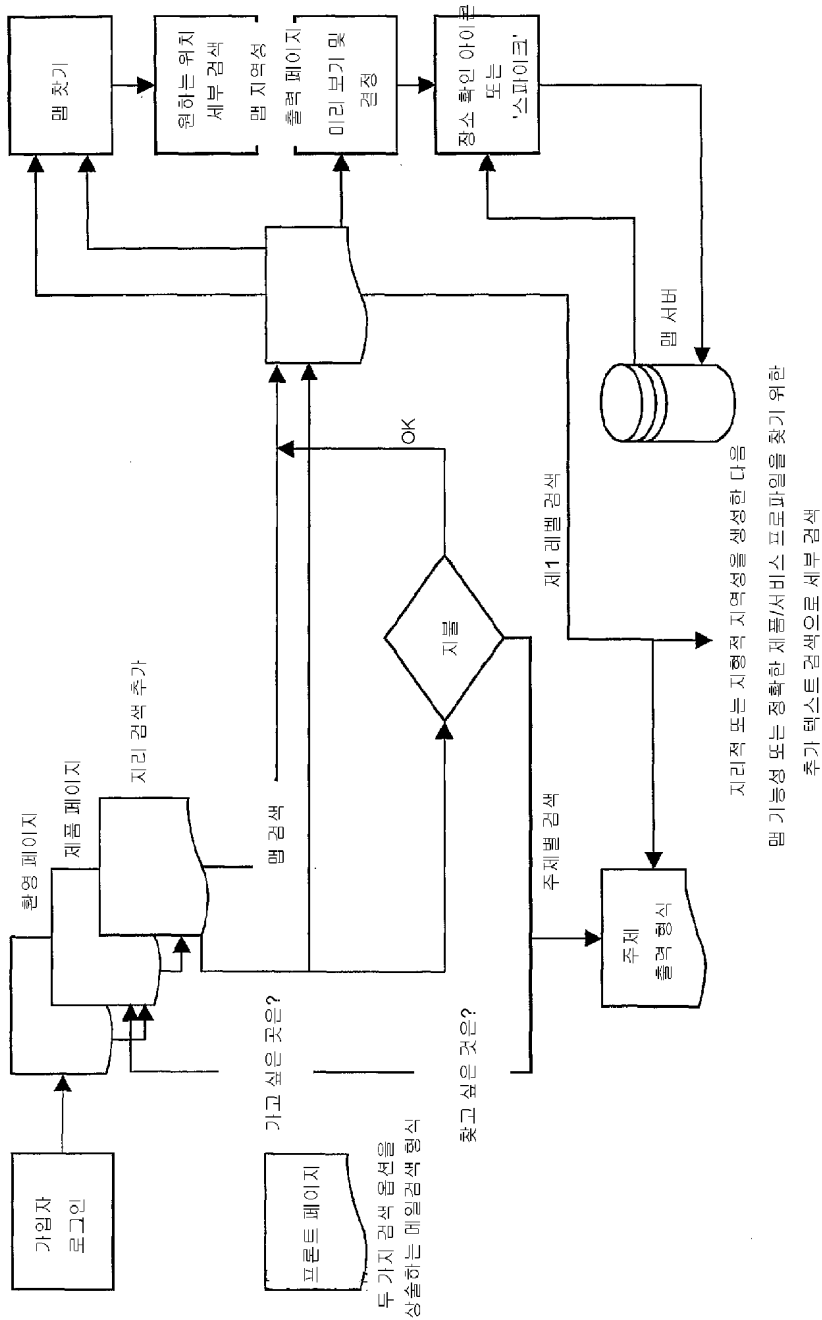 가입자
로그인
환영 페이지
제품 페이지
지리 검색 추가
맵 찾기
원하는 위치
세부 검색
맵 지역성
출력 페이지
미리 보기 및
검정
장소 확인 아이콘
또는
'스파이크'
프론트 페이지
두 가지 검색 옵션을
상술하는 메일검색 형식
가고 싶은 곳은?
맵 검색
OK
지불
찾고 싶은 것은?
주제별 검색
제1 레벨 검색
맵 서버
주제
출력 형식
지리적 또는 지형적 지역성을 생성한 다음
맵 기능성 또는 정확한 제품/서비스 프로파일을 찾기 위한
추가 텍스트 검색으로 세부 검색